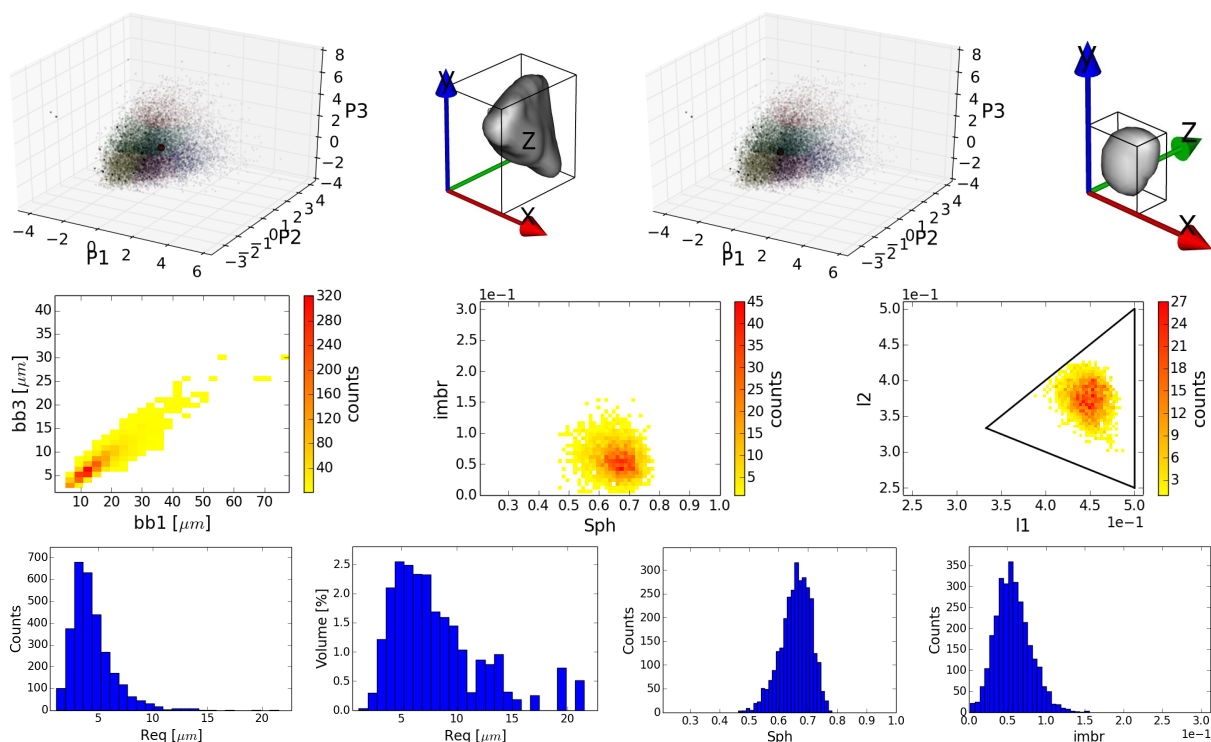 −4 −2 0 2 4 6
P1
−3 −2 −1 0 1 2 3 4
P2
−4 −2 0 2 4 6 8
P3
y
Z
X
−4 −2 0 2 4 6
P1
−3 −2 −1 0 1 2 3 4
P2
−4 −2 0 2 4 6 8
P3
y
Z
X
40
35
30
25
20
15
10
5
bb3 [μm]
10 20 30 40 50 60 70
bb1 [μm]
320
280
240
200
160
120
80
40
counts
1e−1
3.0
2.5
2.0
1.5
1.0
0.5
0.0
imbr
0.3 0.4 0.5 0.6 0.7 0.8 0.9 1.0
Sph
45
40
35
30
25
20
15
10
5
counts
1e−1
5.0
4.5
4.0
3.5
3.0
2.5
l2
2.5 3.0 3.5 4.0 4.5 5.0
l1
1e−1
27
24
21
18
15
12
9
6
3
counts
700
600
500
400
300
200
100
0
Counts
5 10 15 20
Req [μm]
2.5
2.0
1.5
1.0
0.5
0.0
Volume [%]
5 10 15 20
Req [μm]
300
250
200
150
100
50
0
Counts
0.3 0.4 0.5 0.6 0.7 0.8 0.9 1.0
Sph
350
300
250
200
150
100
50
0
Counts
0.0 0.5 1.0 1.5 2.0 2.5 3.0
imbr
1e−1